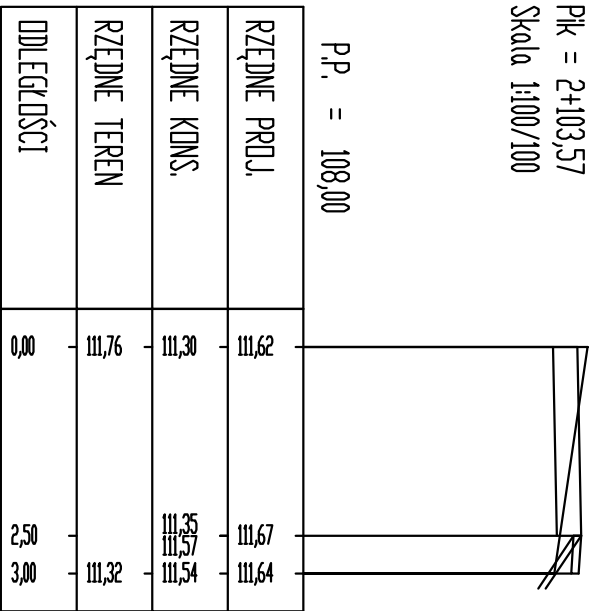 Pik = 2+103,57
Skala 1:100/100
P.P. = 108,00
RZĘDNE PROJ. 111,62 111,67 111,64
RZĘDNE KONS. 111,30 111,35 111,57 111,54
RZĘDNE TEREN 111,76 111,32
ODLEGŁOŚCI 0,00 2,50 3,00